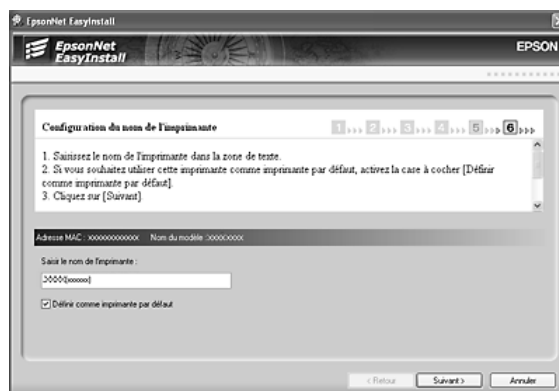 EpsonNet EasyInstall
EpsonNet
EasyInstall
EPSON
Configuration du nom de l'imprimante
1 2 3 4 5 6
1. Saisissez le nom de l'imprimante dans la zone de texte.
2. Si vous souhaitez utiliser cette imprimante comme imprimante par défaut, activez la case à cocher [Définir
comme imprimante par défaut].
3. Cliquez sur [Suivant].
Adresse MAC : xxxxxxxxxxxx Nom du modèle :
Saisir le nom de l'imprimante :
Définir comme imprimante par défaut
< Retour Suivant > Annuler